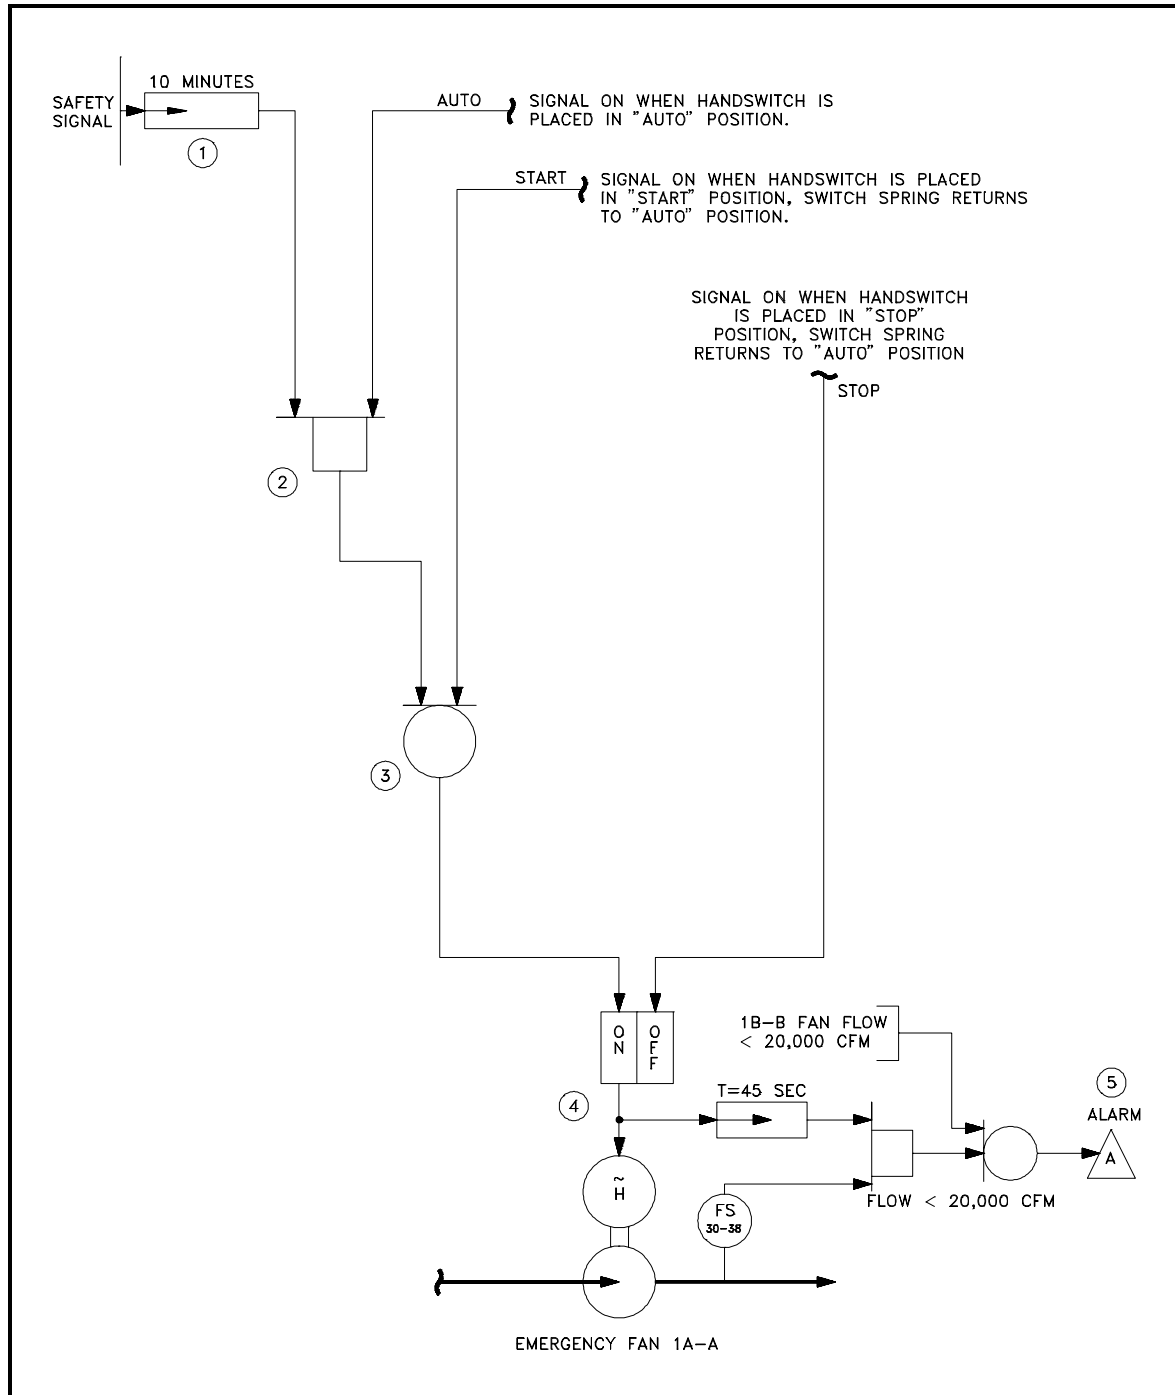 10 MINUTES
SAFETY
SIGNAL
1
AUTO
SIGNAL ON WHEN HANDSWITCH IS
PLACED IN "AUTO" POSITION.
START
SIGNAL ON WHEN HANDSWITCH IS PLACED
IN "START" POSITION, SWITCH SPRING RETURNS
TO "AUTO" POSITION.
SIGNAL ON WHEN HANDSWITCH
IS PLACED IN "STOP"
POSITION, SWITCH SPRING
RETURNS TO "AUTO" POSITION
STOP
2
3
ON
OFF
1B-B FAN FLOW
< 20,000 CFM
4
T=45 SEC
5
ALARM
A
H̃
FS
30-38
FLOW < 20,000 CFM
EMERGENCY FAN 1A-A